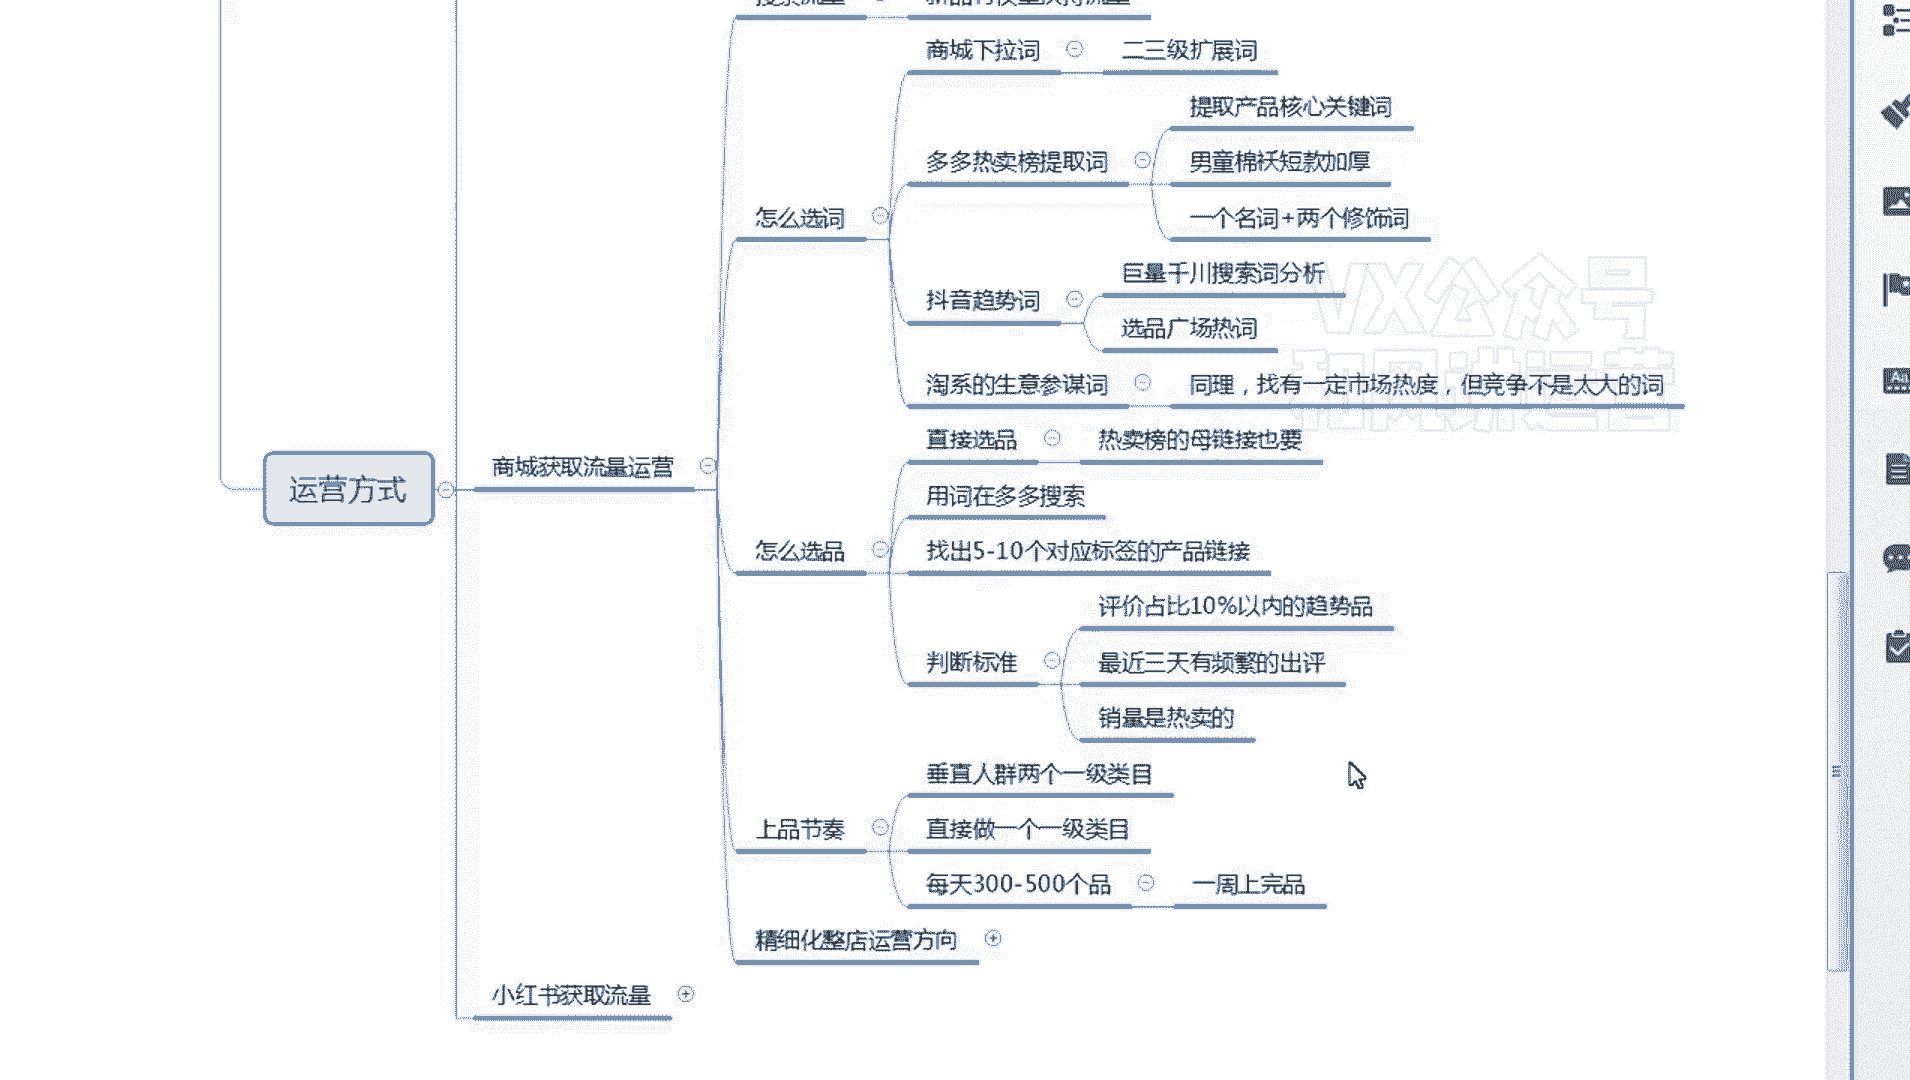 商城下拉词
二三级扩展词
提取产品核心关键词
多多热卖榜提取词
男童棉袄短款加厚
怎么选词
一个名词+两个修饰词
巨量千川搜索词分析
抖音趋势词
选品广场热词
淘系的生意参谋词
同理，找有一定市场热度，但竞争不是太大的词
直接选品
热卖榜的母链接也要
商城获取流量运营
运营方式
用词在多多搜索
怎么选品
找出5-10个对应标签的产品链接
评价占比10%以内的趋势品
判断标准
最近三天有频繁的出评
销量是热卖的
垂直人群两个一级类目
上品节奏
直接做一个一级类目
每天300-500个品
一周上完品
精细化整店运营方向
小红书获取流量
VX公众号
和风讲运营